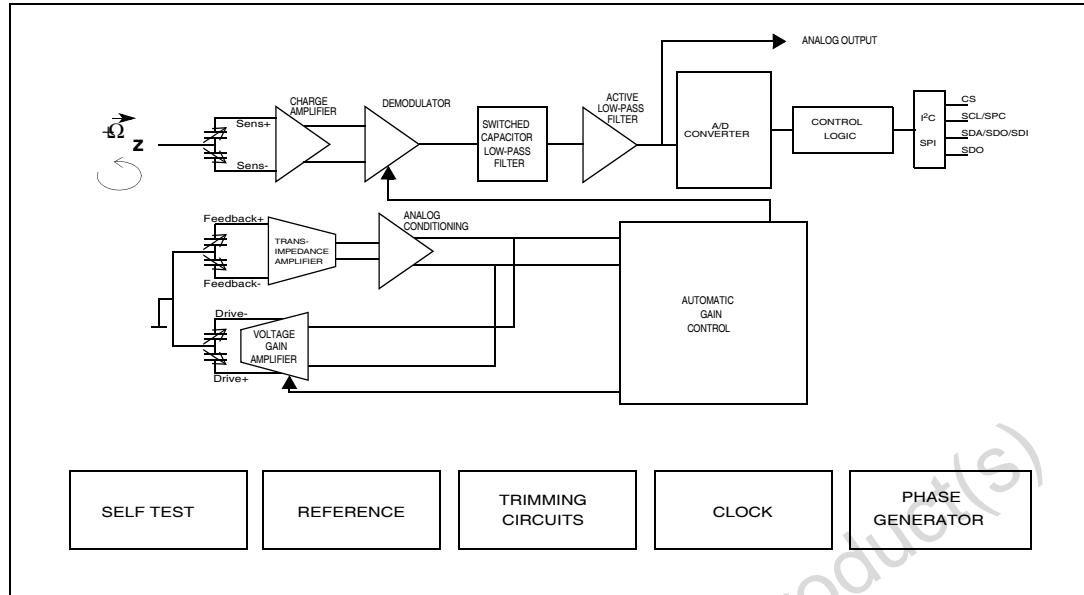 ANALOG OUTPUT
CHARGE
AMPLIFIER
DEMODULATOR
ACTIVE
LOW-PASS
FILTER
+Ω
Z
Sens+
Sens-
SWITCHED
CAPACITOR
LOW-PASS
FILTER
A/D
CONVERTER
CONTROL
LOGIC
I²C
SPI
CS
SCL/SPC
SDA/SDO/SDI
SDO
Feedback+
Feedback-
TRANS-
IMPEDANCE
AMPLIFIER
ANALOG
CONDITIONING
Drive-
Drive+
VOLTAGE
GAIN
AMPLIFIER
AUTOMATIC
GAIN
CONTROL
SELF TEST
REFERENCE
TRIMMING
CIRCUITS
CLOCK
PHASE
GENERATOR
roduct(s)